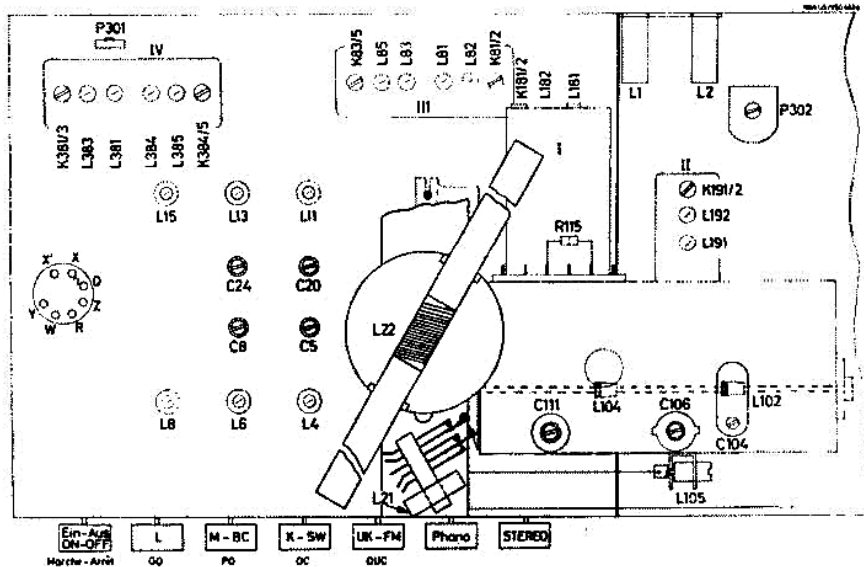 P301
IV
K83/5
L85
L83
L81
L82
K81/2
K181/2
L182
L181
L1
L2
P302
III
I
II
K381/3
L383
L381
L384
L385
K384/5
K191/2
L192
L191
L15
L13
L11
R115
X'
X
Q
Z
R
W
Y
C24
C20
C8
C5
L22
L8
L6
L4
L104
L102
C111
C106
C104
L105
L21
Ein-Aus
ON-OFF
L
M-BC
K-SW
UK-FM
Phono
STEREO
Marche-Arrêt
GO
PO
OC
OUC